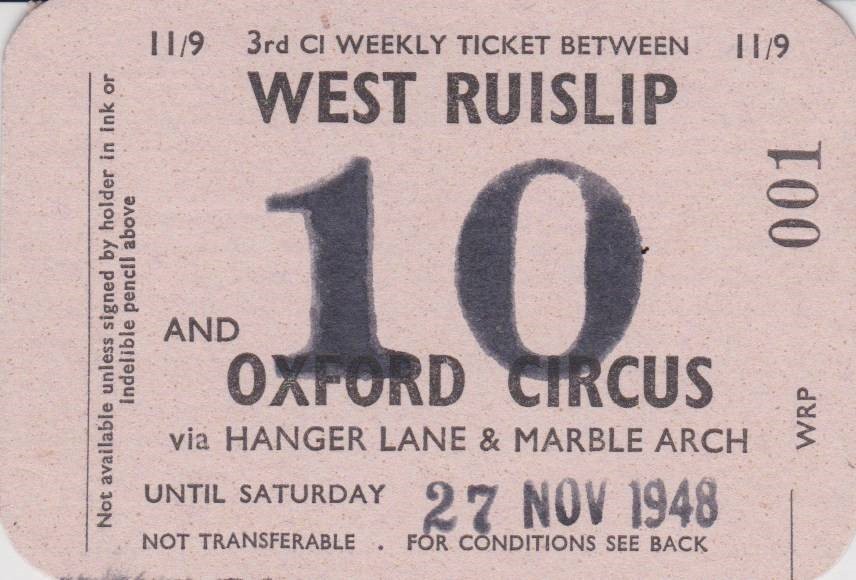 11/9 3rd CI WEEKLY TICKET BETWEEN 11/9
WEST RUISLIP
10
AND
OXFORD CIRCUS
via HANGER LANE & MARBLE ARCH
UNTIL SATURDAY 27 NOV 1948
NOT TRANSFERABLE . FOR CONDITIONS SEE BACK
Not available unless signed by holder in ink or
indelible pencil above
001
WRP